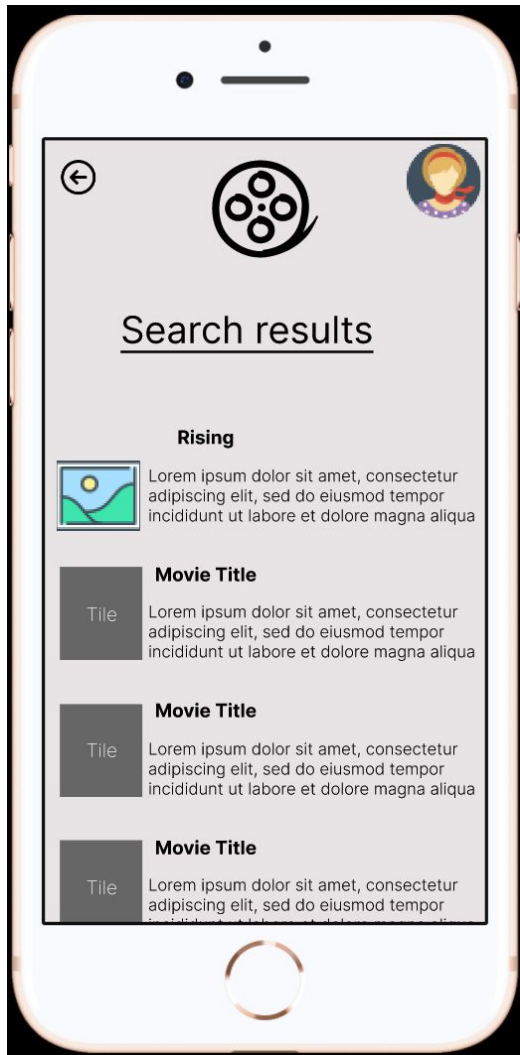 Search results
Rising
Lorem ipsum dolor sit amet, consectetur
adipiscing elit, sed do eiusmod tempor
incididunt ut labore et dolore magna aliqua
Tile
Movie Title
Lorem ipsum dolor sit amet, consectetur
adipiscing elit, sed do eiusmod tempor
incididunt ut labore et dolore magna aliqua
Tile
Movie Title
Lorem ipsum dolor sit amet, consectetur
adipiscing elit, sed do eiusmod tempor
incididunt ut labore et dolore magna aliqua
Tile
Movie Title
Lorem ipsum dolor sit amet, consectetur
adipiscing elit, sed do eiusmod tempor